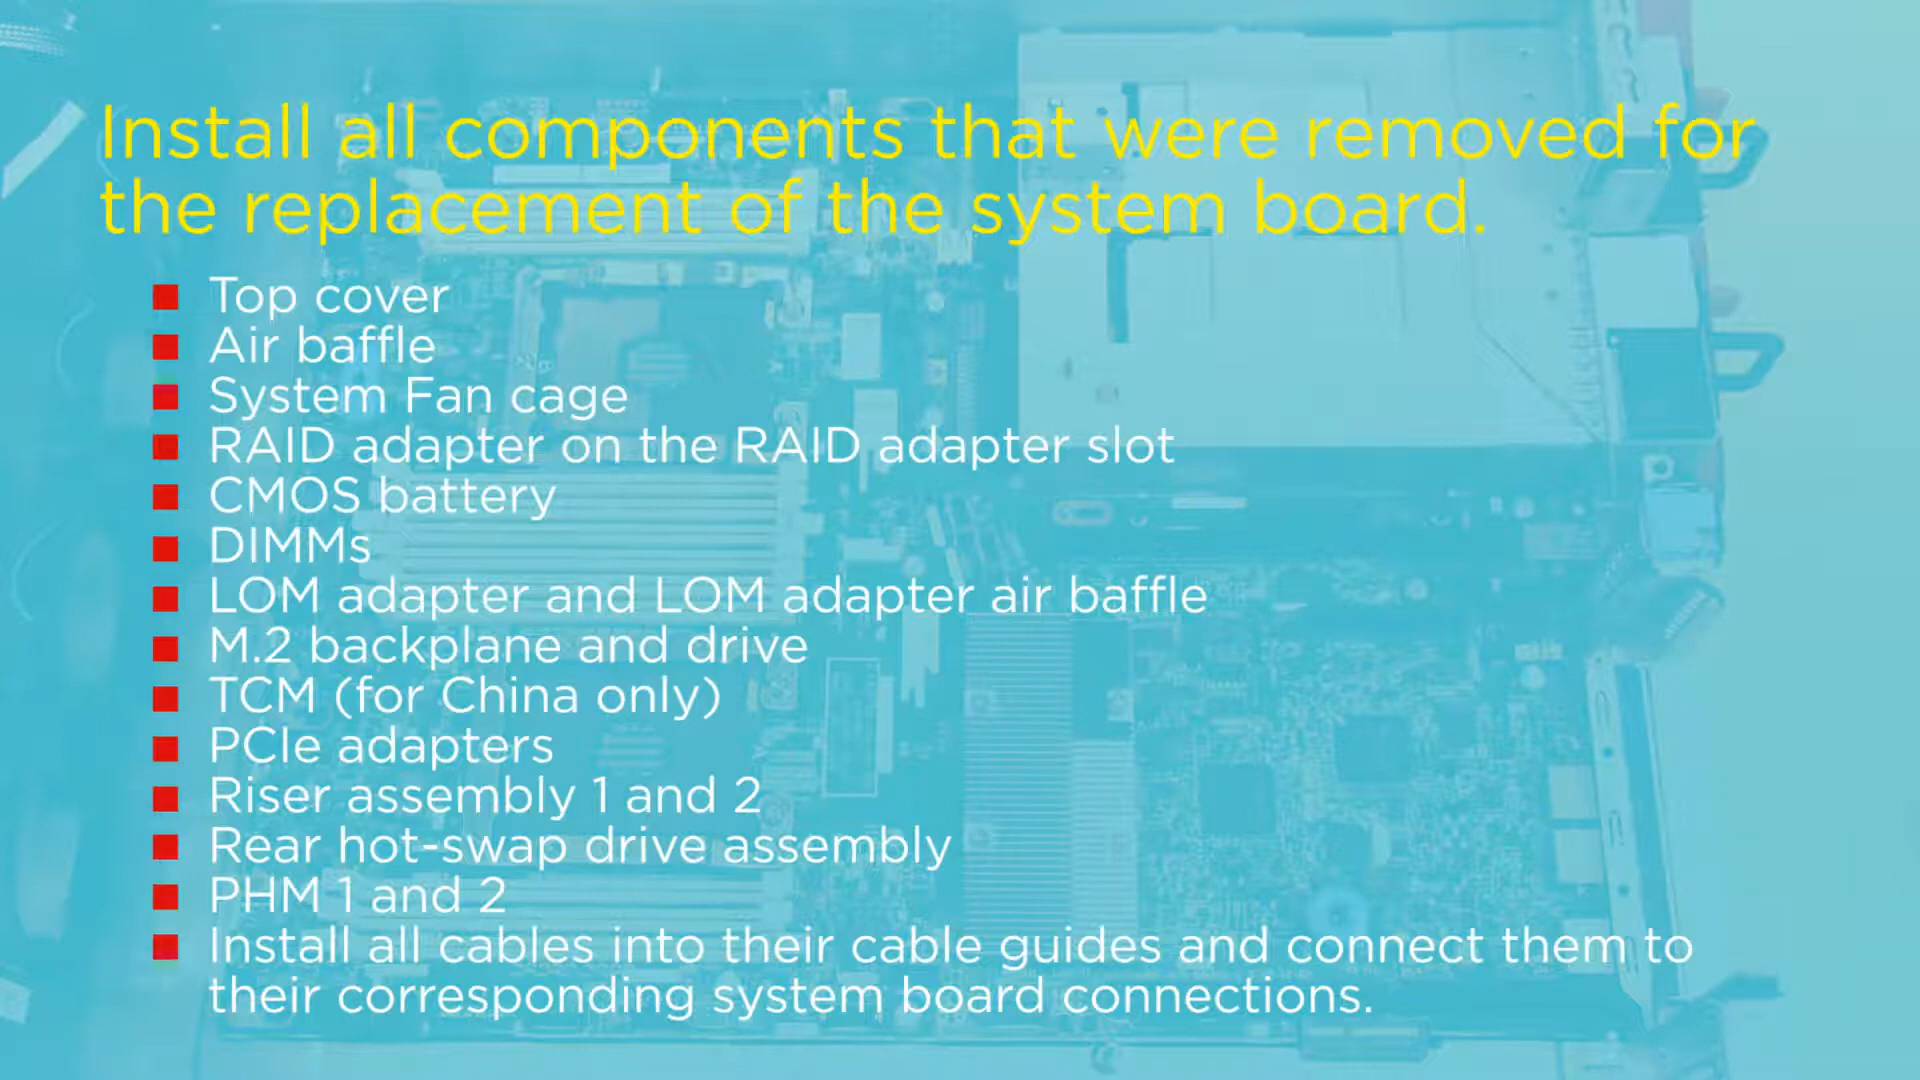 Install all components that were removed for
the replacement of the system board.
Top cover
Air baffle
System Fan cage
RAID adapter on the RAID adapter slot
CMOS battery
DIMMs
LOM adapter and LOM adapter air baffle
M.2 backplane and drive
TCM (for China only)
PCIe adapters
Riser assembly 1 and 2
Rear hot-swap drive assembly
PHM 1 and 2
Install all cables into their cable guides and connect them to
their corresponding system board connections.